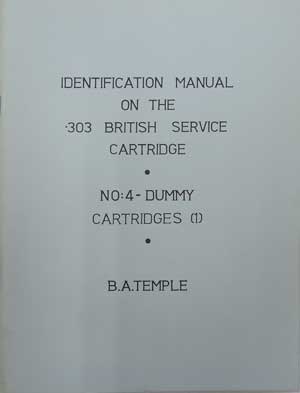 IDENTIFICATION MANUAL
ON THE
·303 BRITISH SERVICE
CARTRIDGE
•
NO:4-DUMMY
CARTRIDGES (1)
•
B.A.TEMPLE